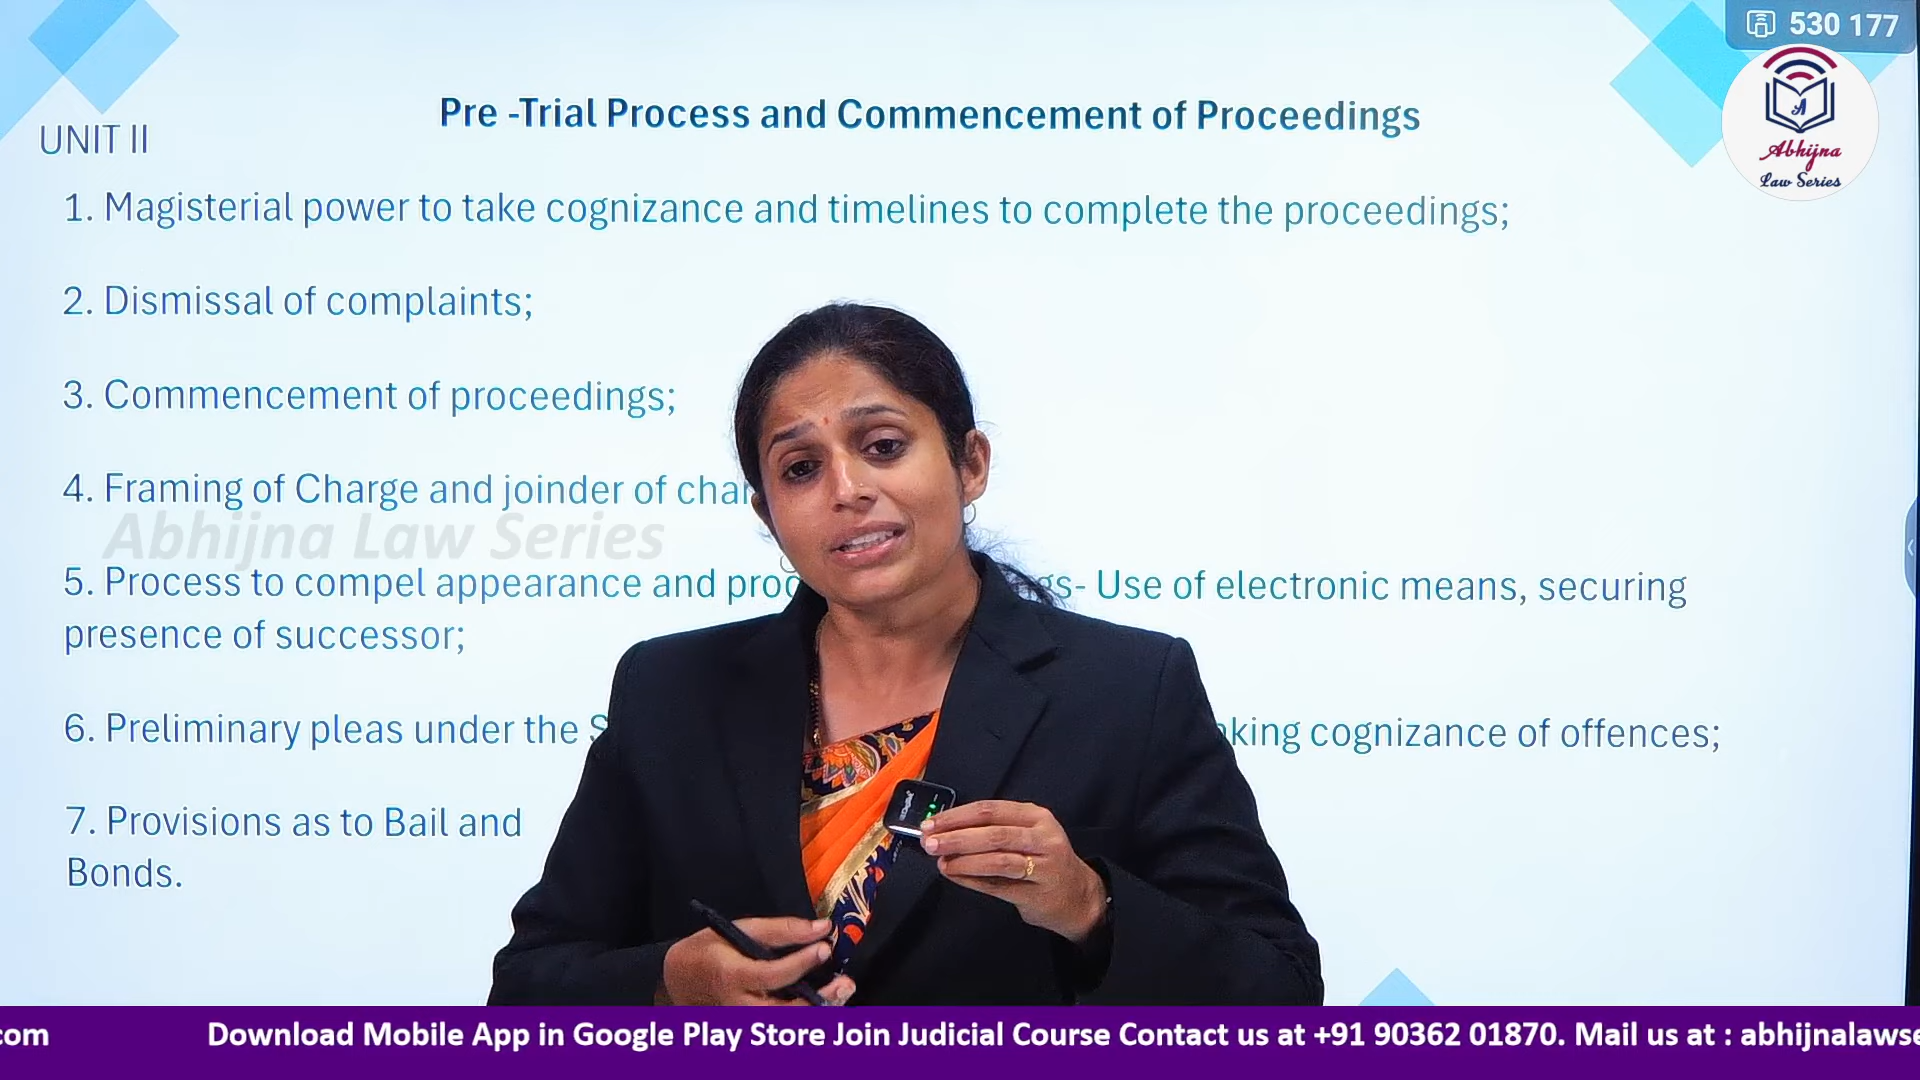 530 177
Pre -Trial Process and Commencement of Proceedings
UNIT II
A
Abhijna
Law Series
1. Magisterial power to take cognizance and timelines to complete the proceedings;
2. Dismissal of complaints;
3. Commencement of proceedings;
4. Framing of Charge and joinder of
Abhijna Law Series
5. Process to compel appearance and - Use of electronic means, securing
presence of successor;
6. Preliminary pleas under the cognizance of offences;
7. Provisions as to Bail and
Bonds.
com Download Mobile App in Google Play Store Join Judicial Course Contact us at +91 90362 01870. Mail us at : abhijnalawse